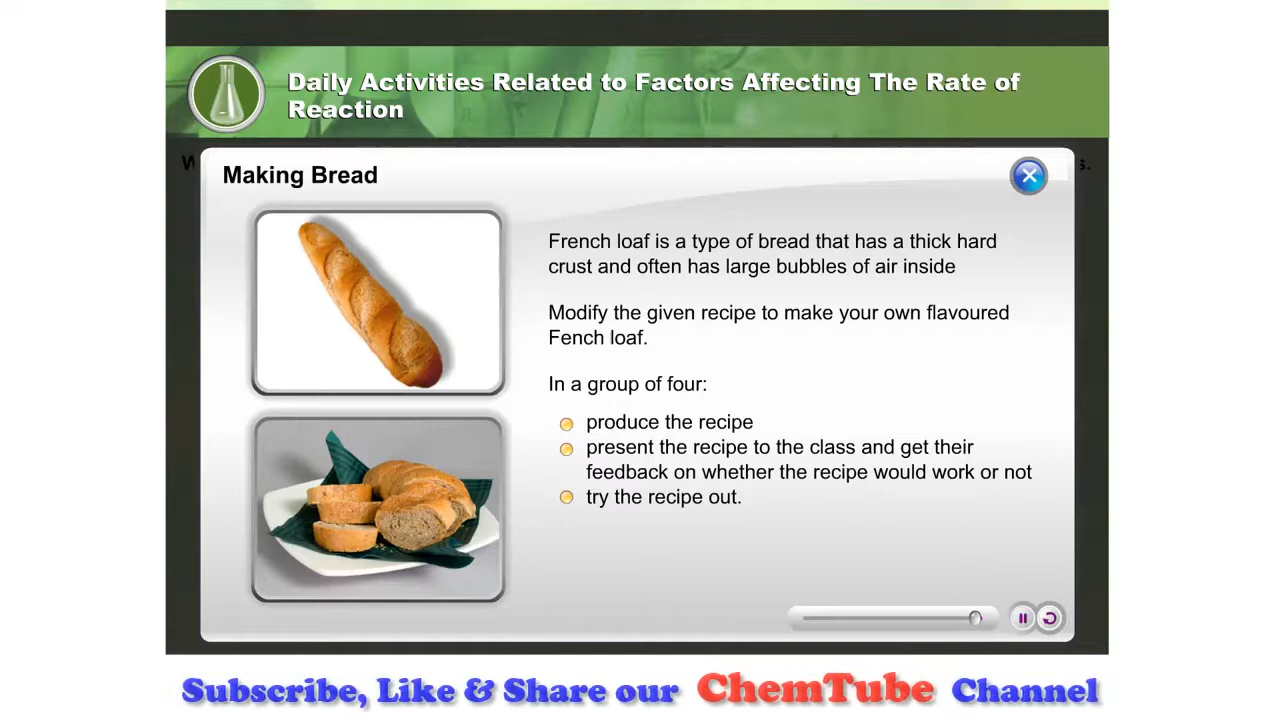 Daily Activities Related to Factors Affecting The Rate of
Reaction
Making Bread
French loaf is a type of bread that has a thick hard
crust and often has large bubbles of air inside
Modify the given recipe to make your own flavoured
Fench loaf.
In a group of four:
produce the recipe
present the recipe to the class and get their
feedback on whether the recipe would work or not
try the recipe out.
Subscribe, Like & Share our ChemTube Channel